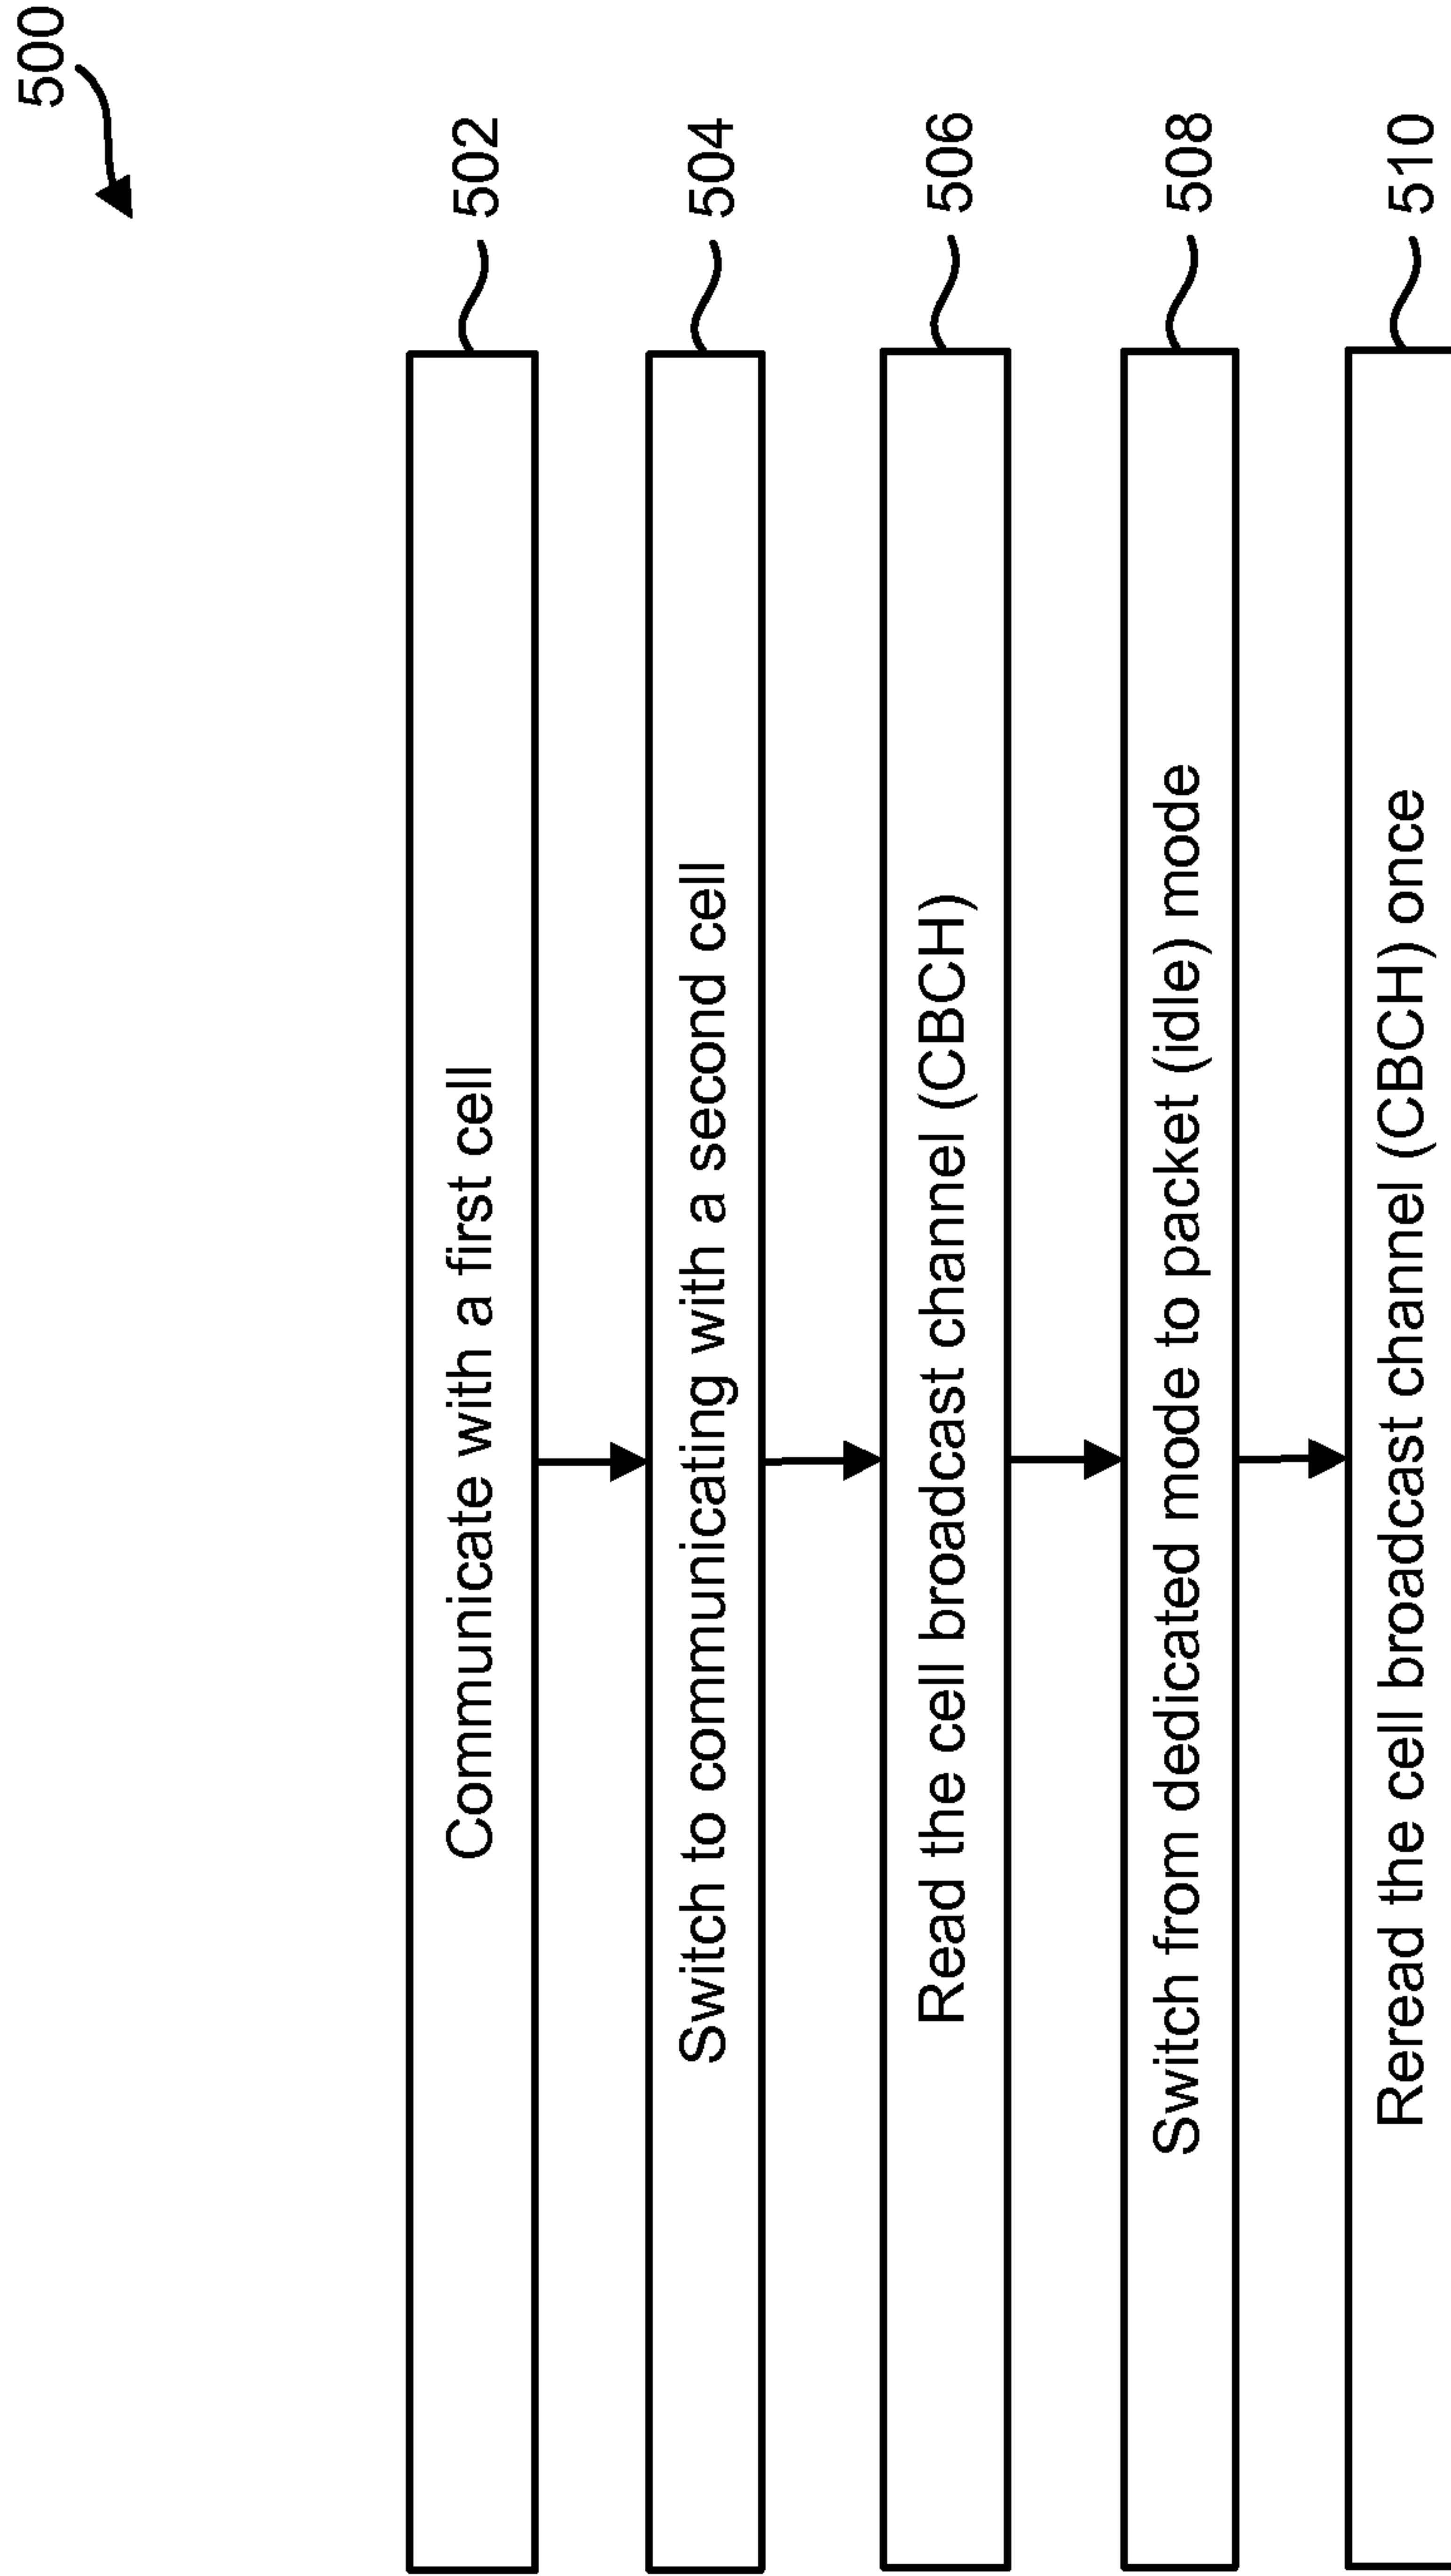 500
Communicate with a first cell
502
Switch to communicating with a second cell
504
Read the cell broadcast channel (CBCH)
506
Switch from dedicated mode to packet (idle) mode
508
Reread the cell broadcast channel (CBCH) once
510